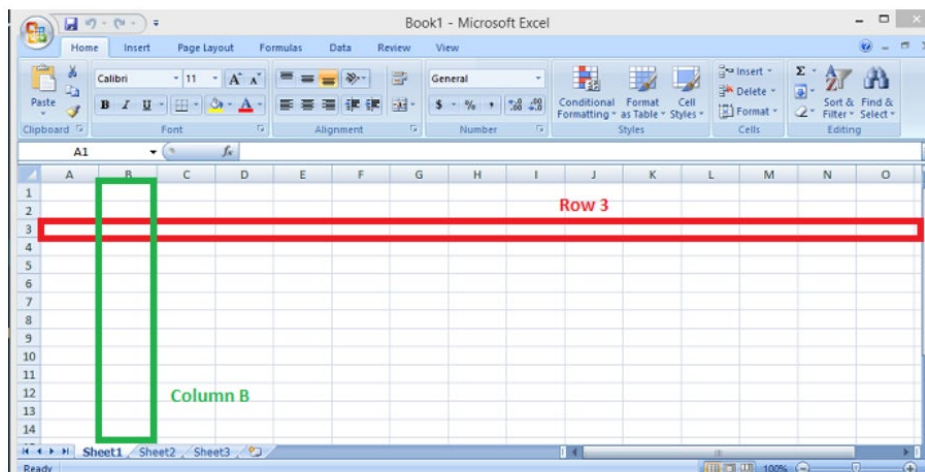 Book1 - Microsoft Excel
Home Insert Page Layout Formulas Data Review View
Calibri 11 A A General Insert Σ
Paste B I U A $ % , Conditional Formatting Format as Table Cell Styles Delete Sort & Filter Find & Select
Format
Clipboard Font Alignment Number Styles Cells Editing
A1 fx
A B C D E F G H I J K L M N O
1
2 Row 3
3
4
5
6
7
8
9
10
11
12 Column B
13
14
Sheet1 Sheet2 Sheet3
Ready 100%